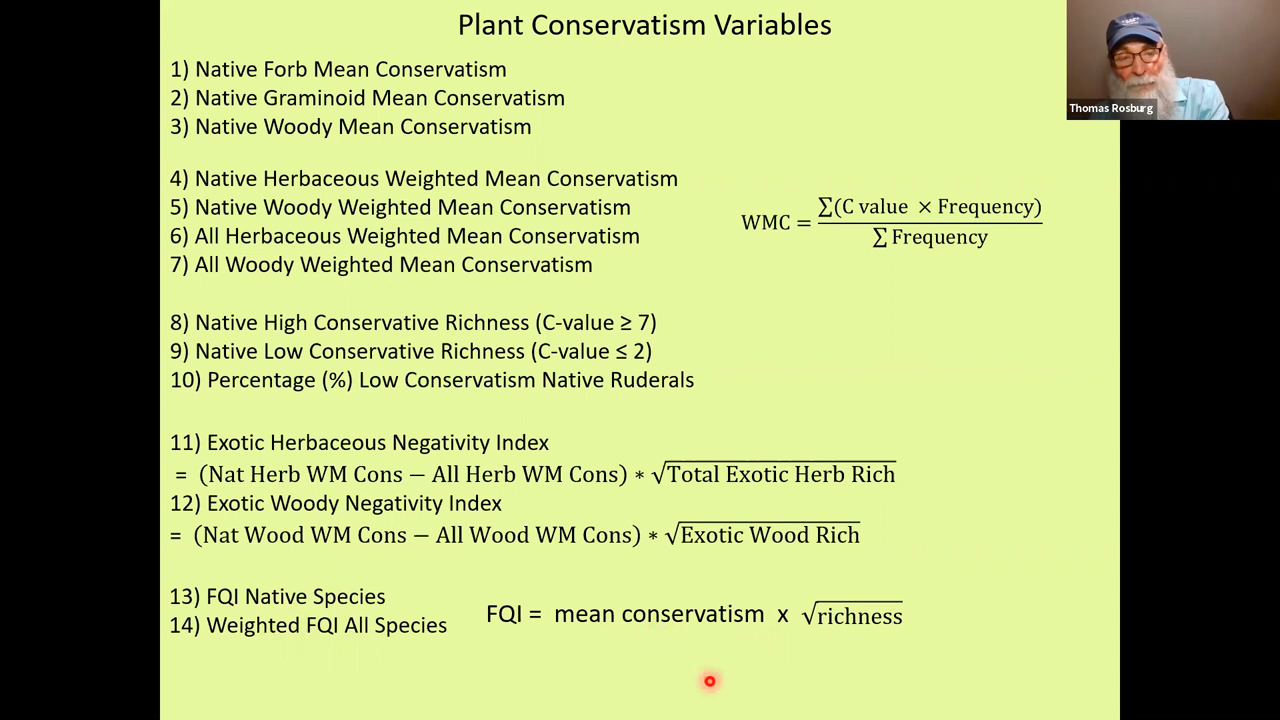 Plant Conservatism Variables
Thomas Rosburg
1) Native Forb Mean Conservatism
2) Native Graminoid Mean Conservatism
3) Native Woody Mean Conservatism
4) Native Herbaceous Weighted Mean Conservatism
5) Native Woody Weighted Mean Conservatism
6) All Herbaceous Weighted Mean Conservatism
7) All Woody Weighted Mean Conservatism
WMC = ∑(C value × Frequency) / ∑ Frequency
8) Native High Conservative Richness (C-value ≥ 7)
9) Native Low Conservative Richness (C-value ≤ 2)
10) Percentage (%) Low Conservatism Native Ruderals
11) Exotic Herbaceous Negativity Index
= (Nat Herb WM Cons − All Herb WM Cons) ∗ √Total Exotic Herb Rich
12) Exotic Woody Negativity Index
= (Nat Wood WM Cons − All Wood WM Cons) ∗ √Exotic Wood Rich
13) FQI Native Species
14) Weighted FQI All Species
FQI = mean conservatism x √richness